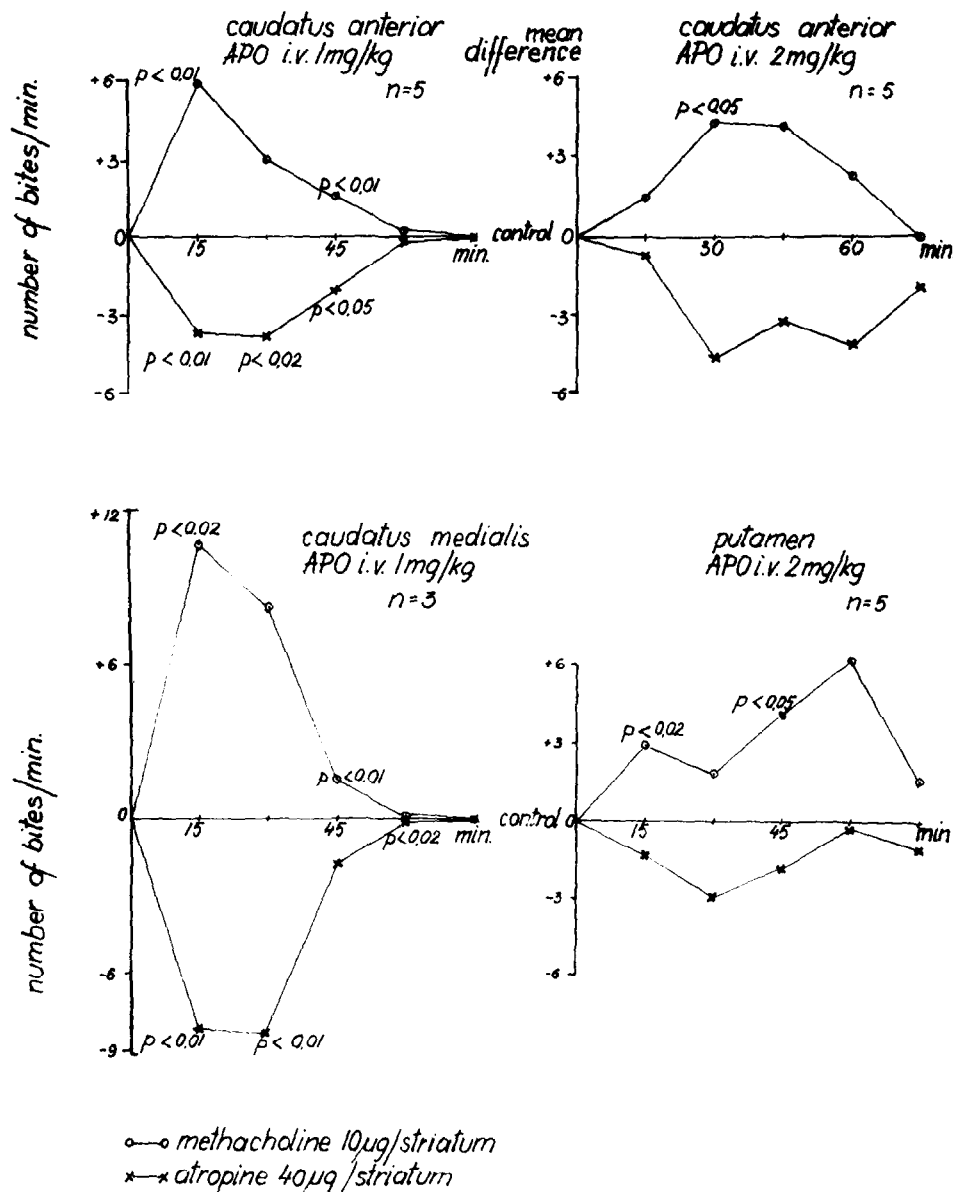 caudatus anterior
APO i.v. 1mg/kg
n=5
number of bites/min.
+6
+3
0
-3
-6
p<0.01
p<0.01
75
45
min.
p<0.05
p<0.01
p<0.02
mean
difference
caudatus anterior
APO i.v. 2mg/kg
n=5
+6
+3
control 0
-3
-6
p<0.05
30
60
min
caudatus medialis
APO i.v. 1mg/kg
n=3
number of bites/min.
+12
+6
0
-6
-9
p<0.02
p<0.01
15
45
min.
p<0.02
p<0.01
p<0.01
putamen
APO i.v. 2mg/kg
n=5
+6
+3
control 0
-3
-6
p<0.02
p<0.05
15
45
min
o—o methacholine 10µg/striatum
x—x atropine 40µg/striatum